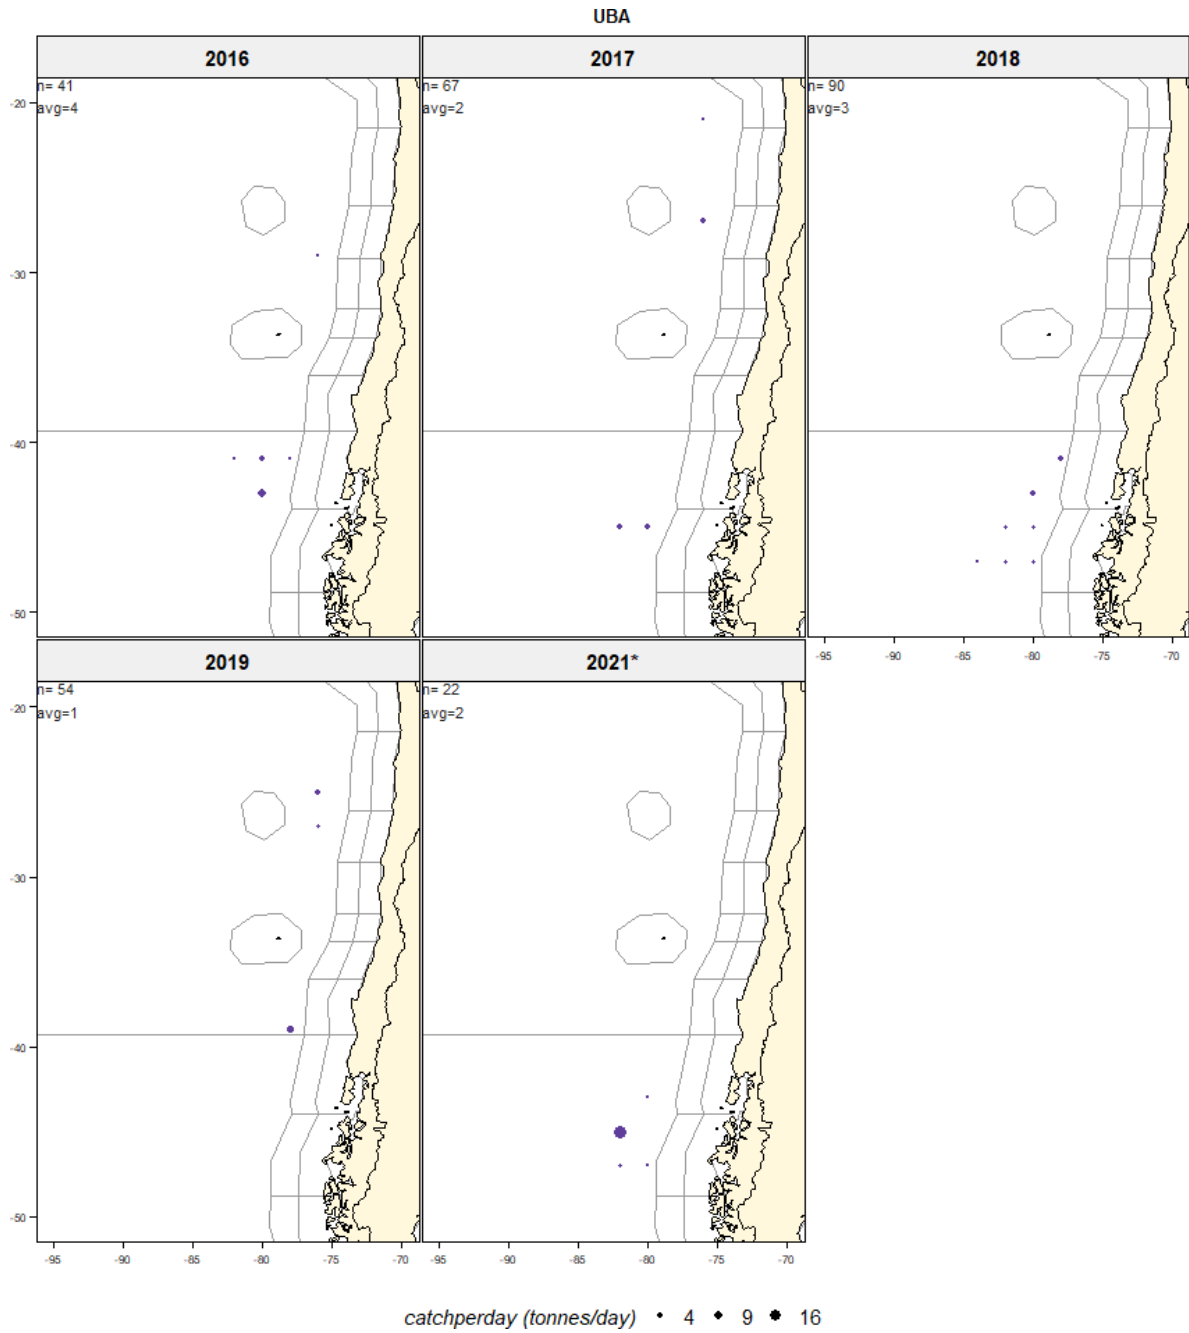 UBA
2016 2017 2018
n= 41 n= 67 n= 90
avg=4 avg=2 avg=3
-20
-30
-40
-50
-95 -90 -85 -80 -75 -70
2019 2021*
n= 54 n= 22
avg=1 avg=2
-20
-30
-40
-50
-95 -90 -85 -80 -75 -70 -95 -90 -85 -80 -75 -70
catchperday (tonnes/day) 4 9 16